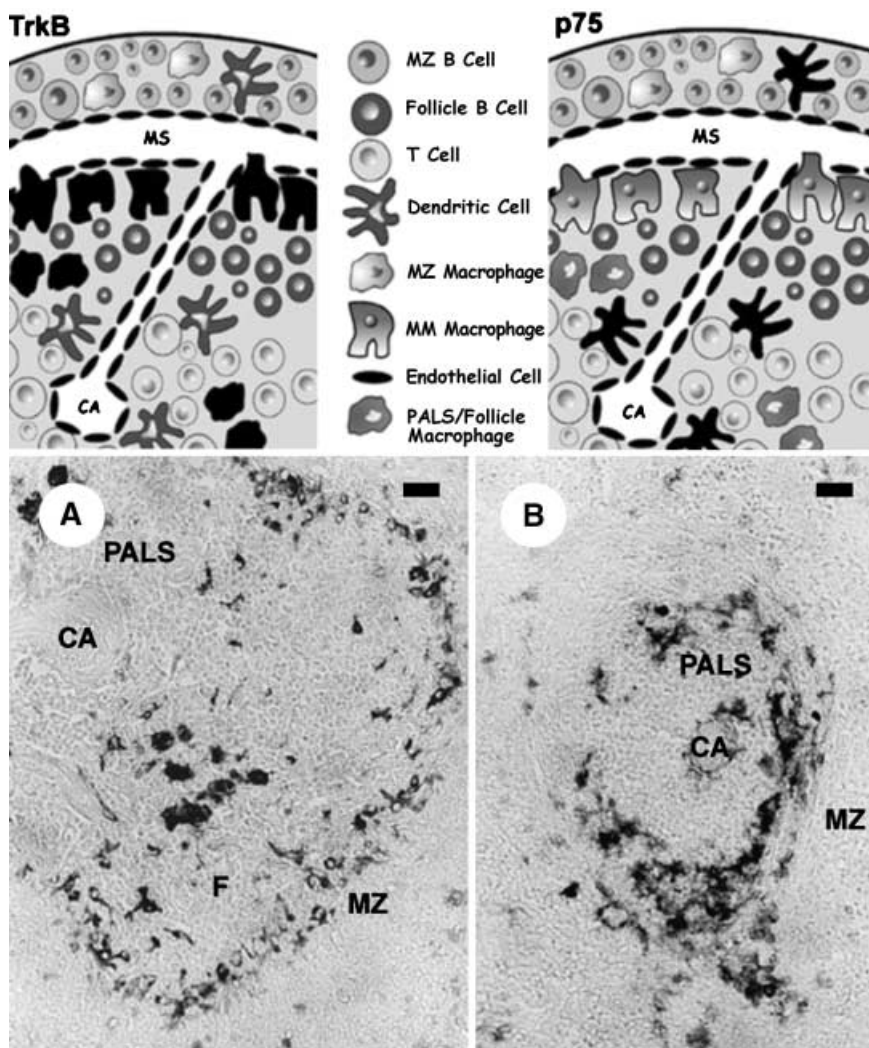 TrkB
MS
CA
MZ B Cell
Follicle B Cell
T Cell
Dendritic Cell
MZ Macrophage
MM Macrophage
Endothelial Cell
PALS/Follicle
Macrophage
p75
MS
CA
A
PALS
CA
F
MZ
B
PALS
CA
MZ